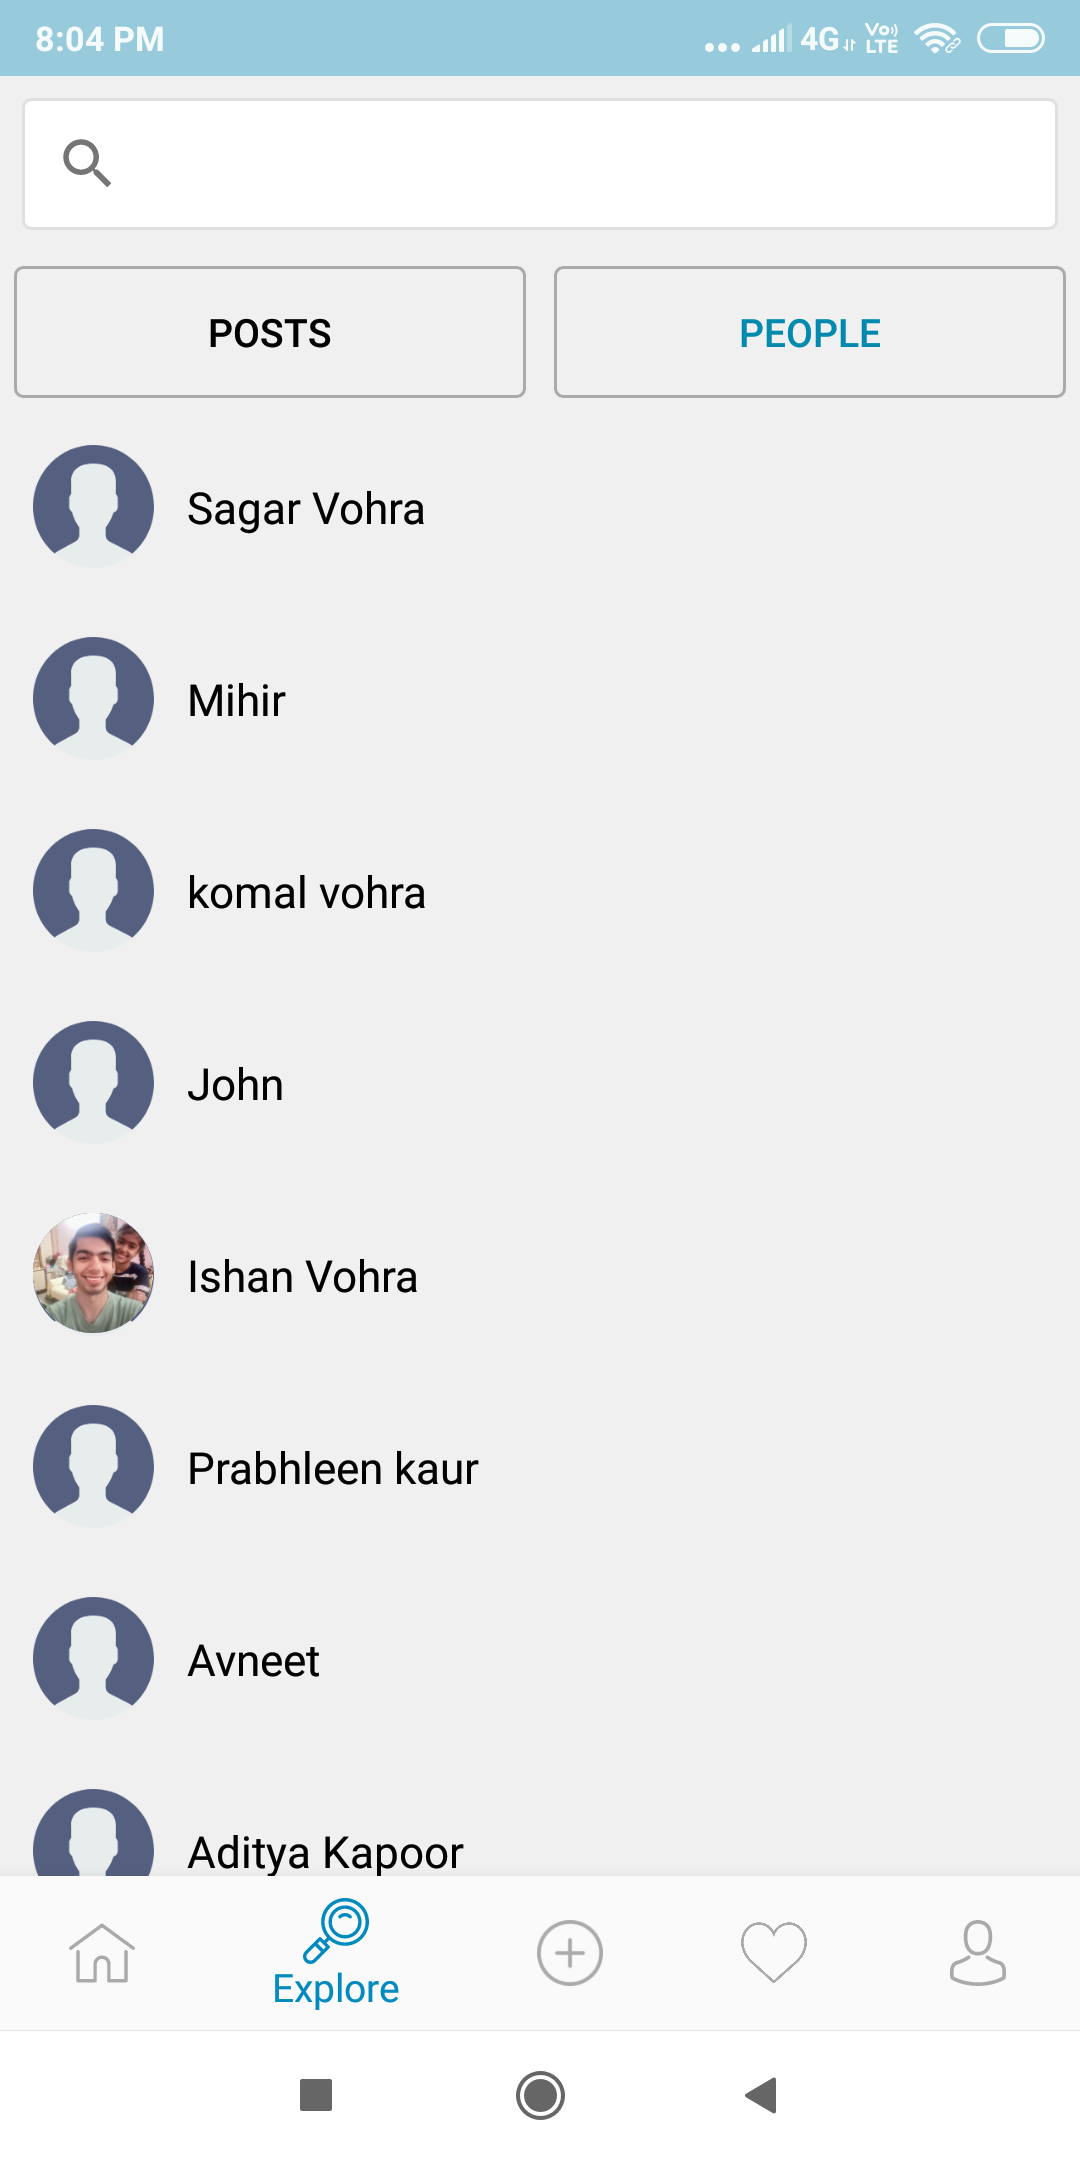 8:04 PM
4G
Vo
LTE
POSTS
PEOPLE
Sagar Vohra
Mihir
komal vohra
John
Ishan Vohra
Prabhleen kaur
Avneet
Aditya Kapoor
Explore